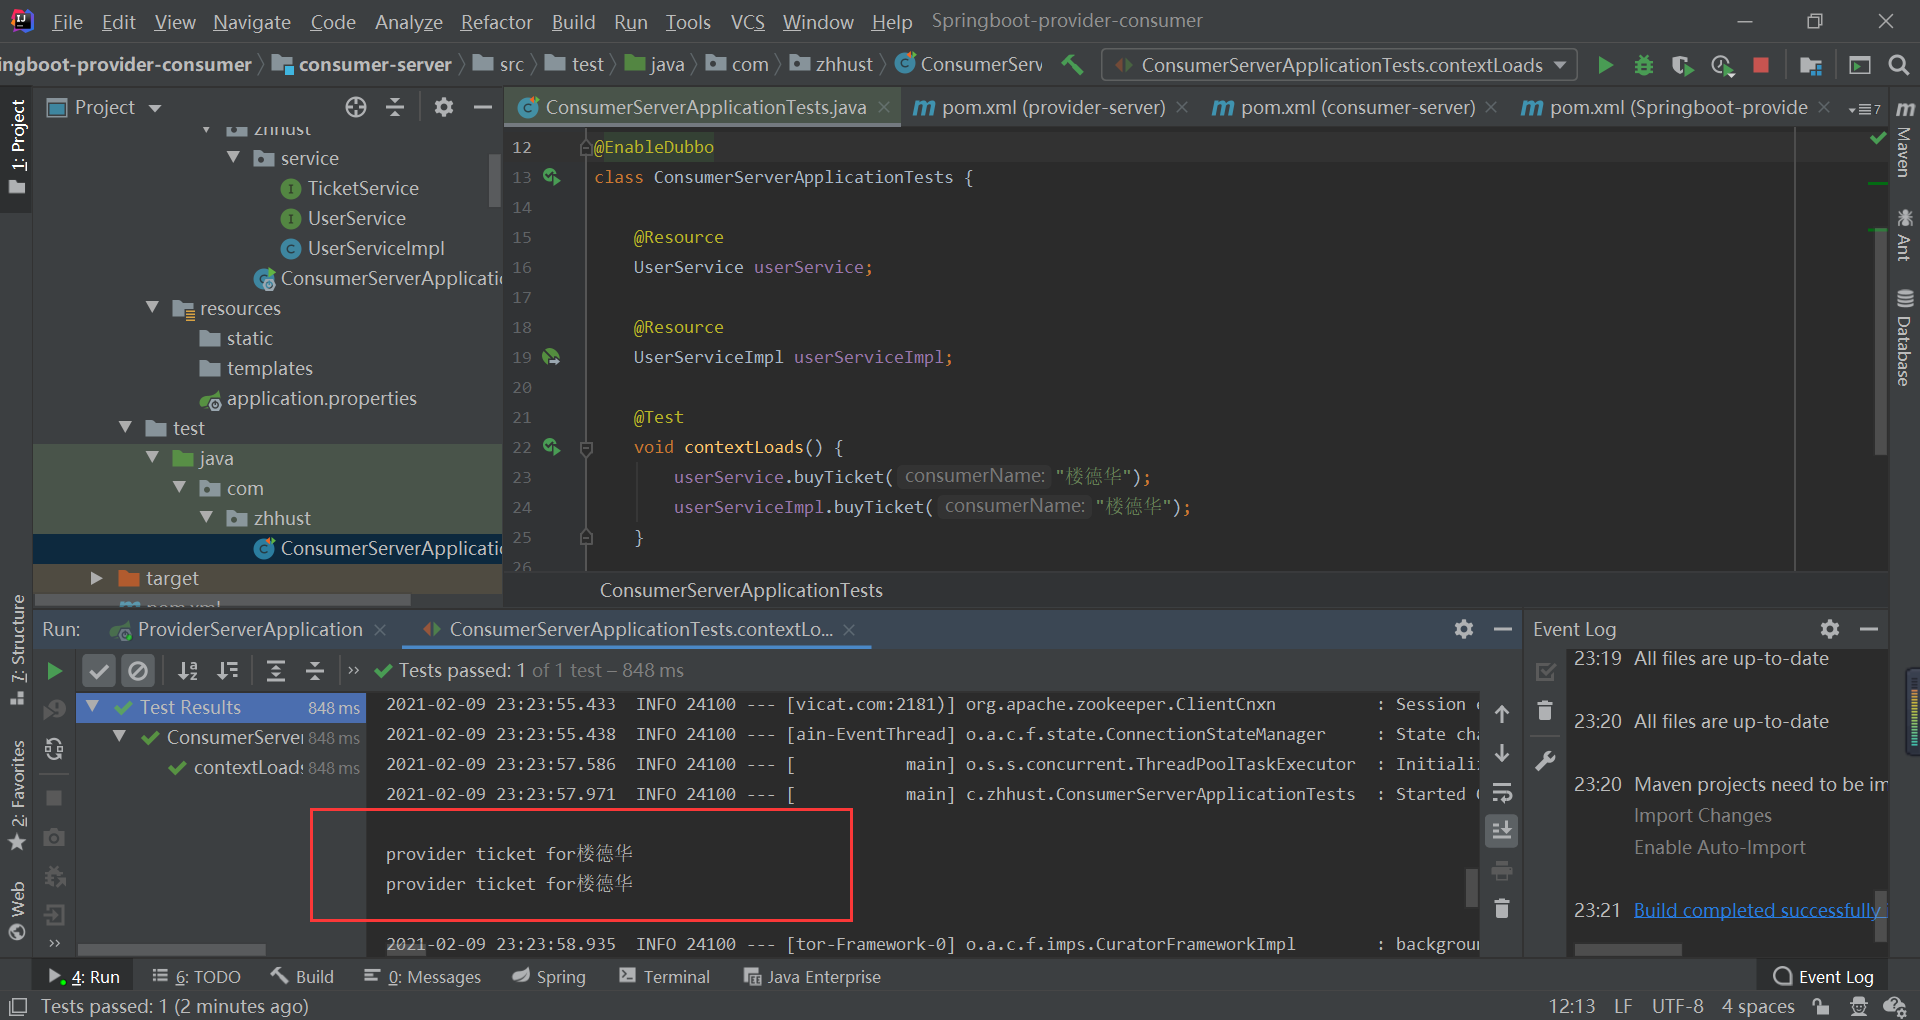 File Edit View Navigate Code Analyze Refactor Build Run Tools VCS Window Help Springboot-provider-consumer
ingboot-provider-consumer consumer-server src test java com zhhust ConsumerServ ConsumerServerApplicationTests.contextLoads
Project
ConsumerServerApplicationTests.java pom.xml (provider-server) pom.xml (consumer-server) pom.xml (Springboot-provide 7
1: Project
7: Structure
2: Favorites
Web
Maven
Ant
Database
zhhust
service
TicketService
UserService
UserServiceImpl
ConsumerServerApplicatio
resources
static
templates
application.properties
test
java
com
zhhust
ConsumerServerApplicatio
target
pom.xml
12 @EnableDubbo
13 class ConsumerServerApplicationTests {
14
15 @Resource
16 UserService userService;
17
18 @Resource
19 UserServiceImpl userServiceImpl;
20
21 @Test
22 void contextLoads() {
23 userService.buyTicket( consumerName: "楼德华");
24 userServiceImpl.buyTicket( consumerName: "楼德华");
25 }
26
ConsumerServerApplicationTests
Run: ProviderServerApplication ConsumerServerApplicationTests.contextLo...
Tests passed: 1 of 1 test – 848 ms
Test Results 848 ms
ConsumerServer 848 ms
contextLoads 848 ms
2021-02-09 23:23:55.433 INFO 24100 --- [vicat.com:2181)] org.apache.zookeeper.ClientCnxn : Session e
2021-02-09 23:23:55.438 INFO 24100 --- [ain-EventThread] o.a.c.f.state.ConnectionStateManager : State cha
2021-02-09 23:23:57.586 INFO 24100 --- [ main] o.s.s.concurrent.ThreadPoolTaskExecutor : Initializ
2021-02-09 23:23:57.971 INFO 24100 --- [ main] c.zhhust.ConsumerServerApplicationTests : Started C
provider ticket for楼德华
provider ticket for楼德华
2021-02-09 23:23:58.935 INFO 24100 --- [tor-Framework-0] o.a.c.f.imps.CuratorFrameworkImpl : backgroun
Event Log
23:19 All files are up-to-date
23:20 All files are up-to-date
23:20 Maven projects need to be im
Import Changes
Enable Auto-Import
23:21 Build completed successfully
4: Run 6: TODO Build 0: Messages Spring Terminal Java Enterprise Event Log
Tests passed: 1 (2 minutes ago) 12:13 LF UTF-8 4 spaces